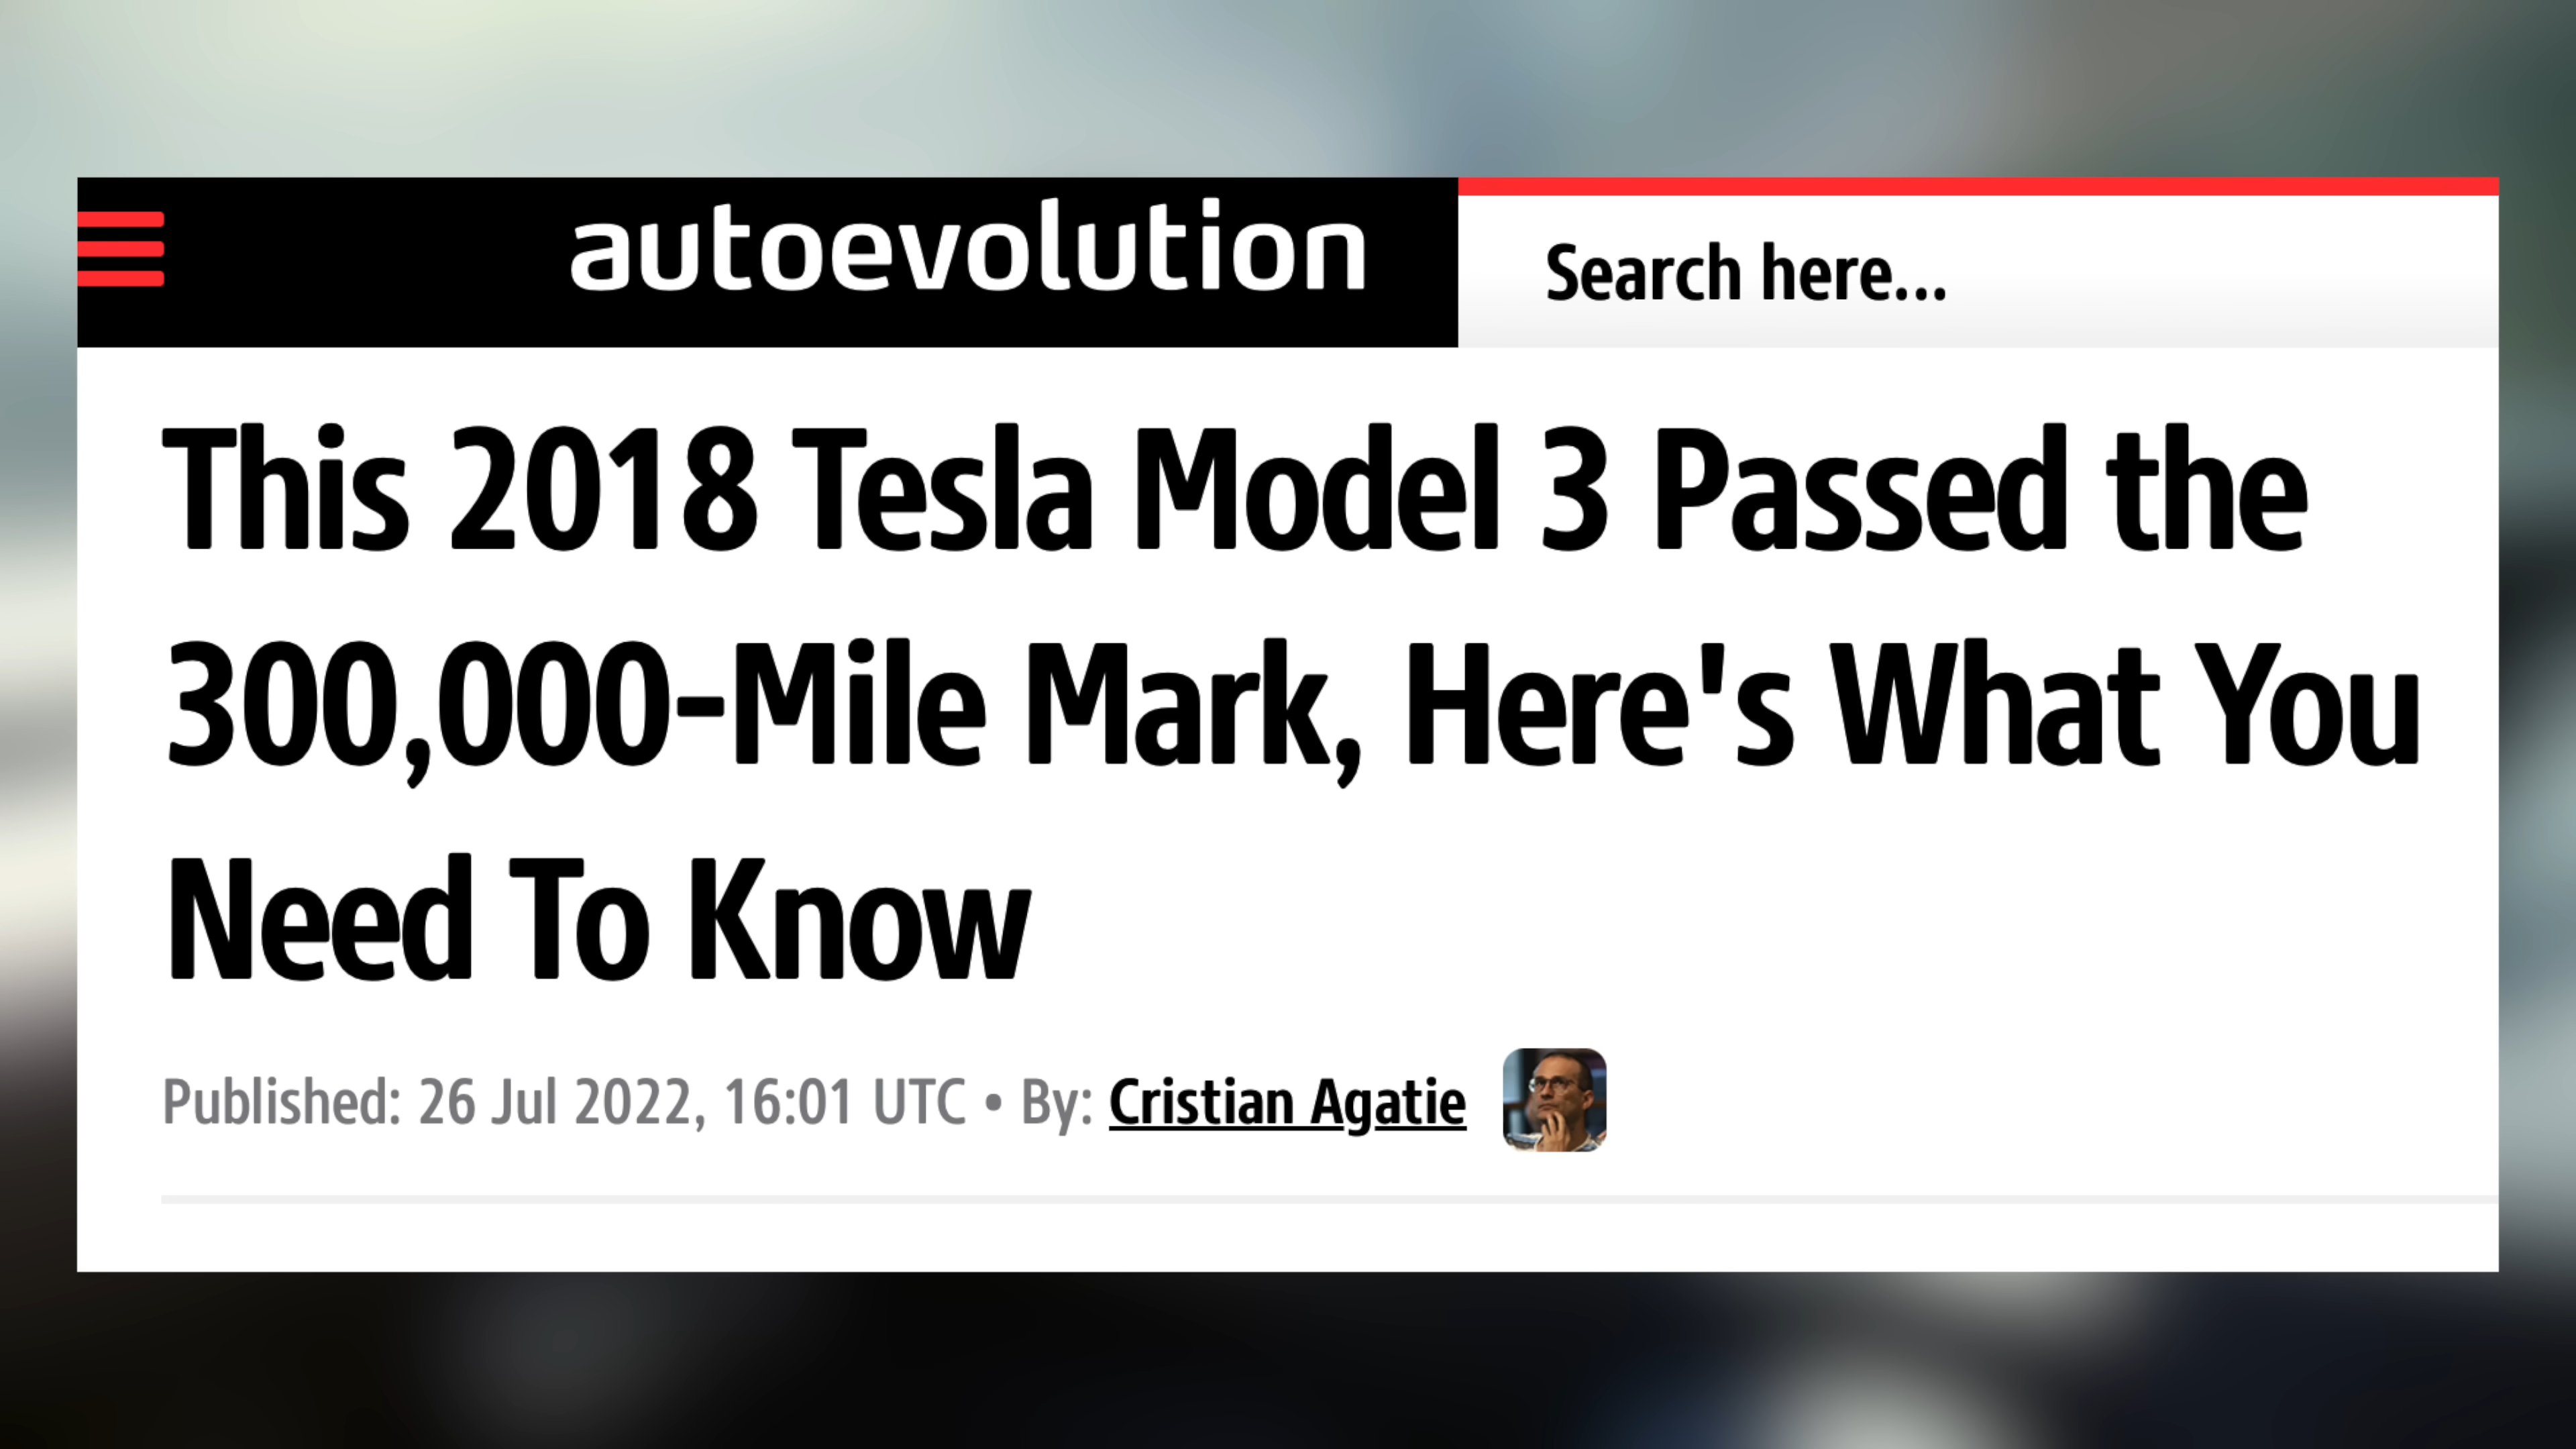 autoevolution
Search here...
This 2018 Tesla Model 3 Passed the
300,000-Mile Mark, Here's What You
Need To Know
Published: 26 Jul 2022, 16:01 UTC • By: Cristian Agatie